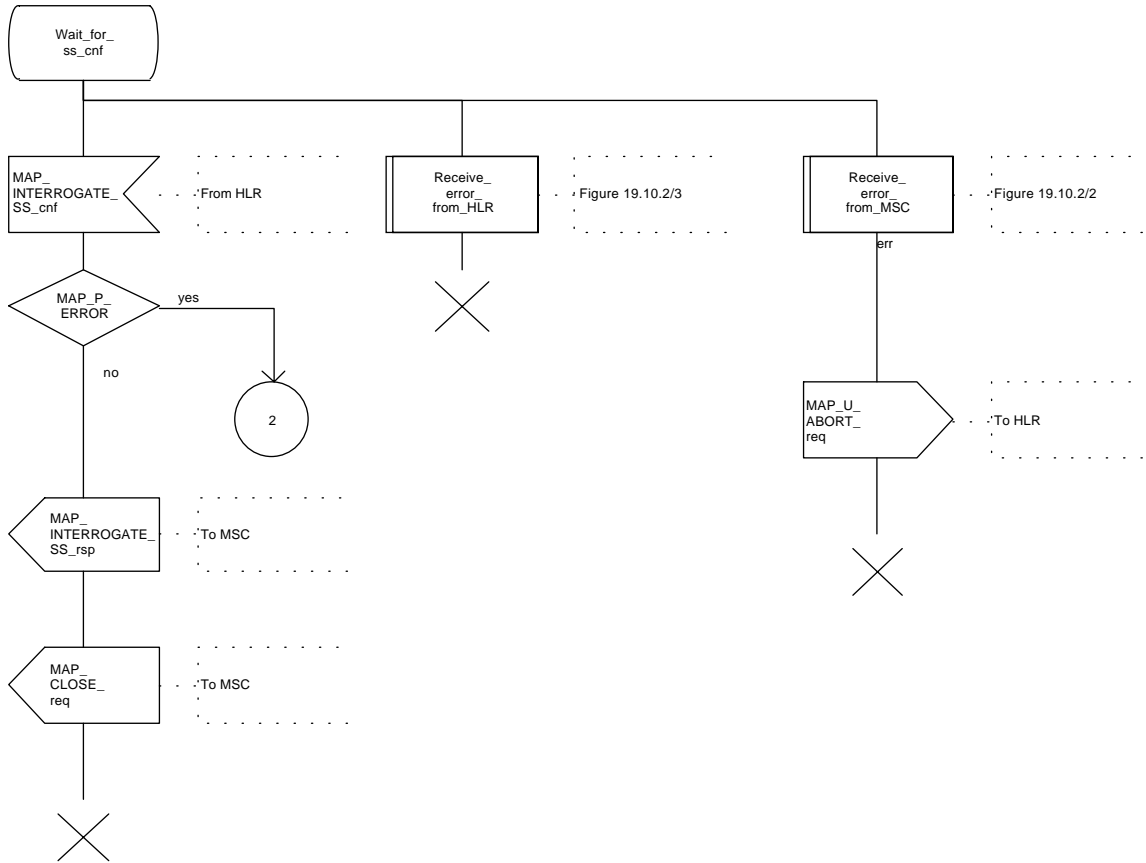 Wait_for_
ss_cnf
MAP_
INTERROGATE_
SS_cnf
From HLR
Receive_
error_
from_HLR
Figure 19.10.2/3
Receive_
error_
from_MSC
Figure 19.10.2/2
err
MAP_P_
ERROR
yes
no
2
MAP_U_
ABORT_
req
To HLR
MAP_
INTERROGATE_
SS_rsp
To MSC
MAP_
CLOSE_
req
To MSC